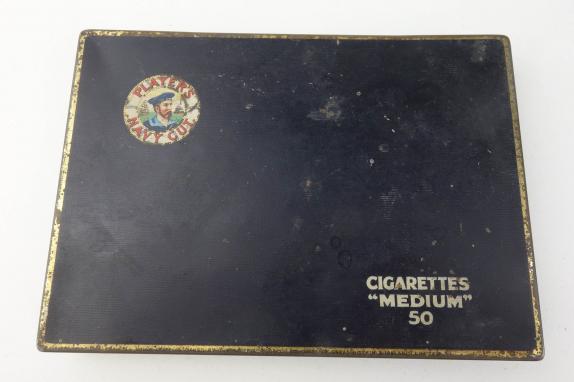 PLAYER'S
NAVY CUT
CIGARETTES
"MEDIUM"
50